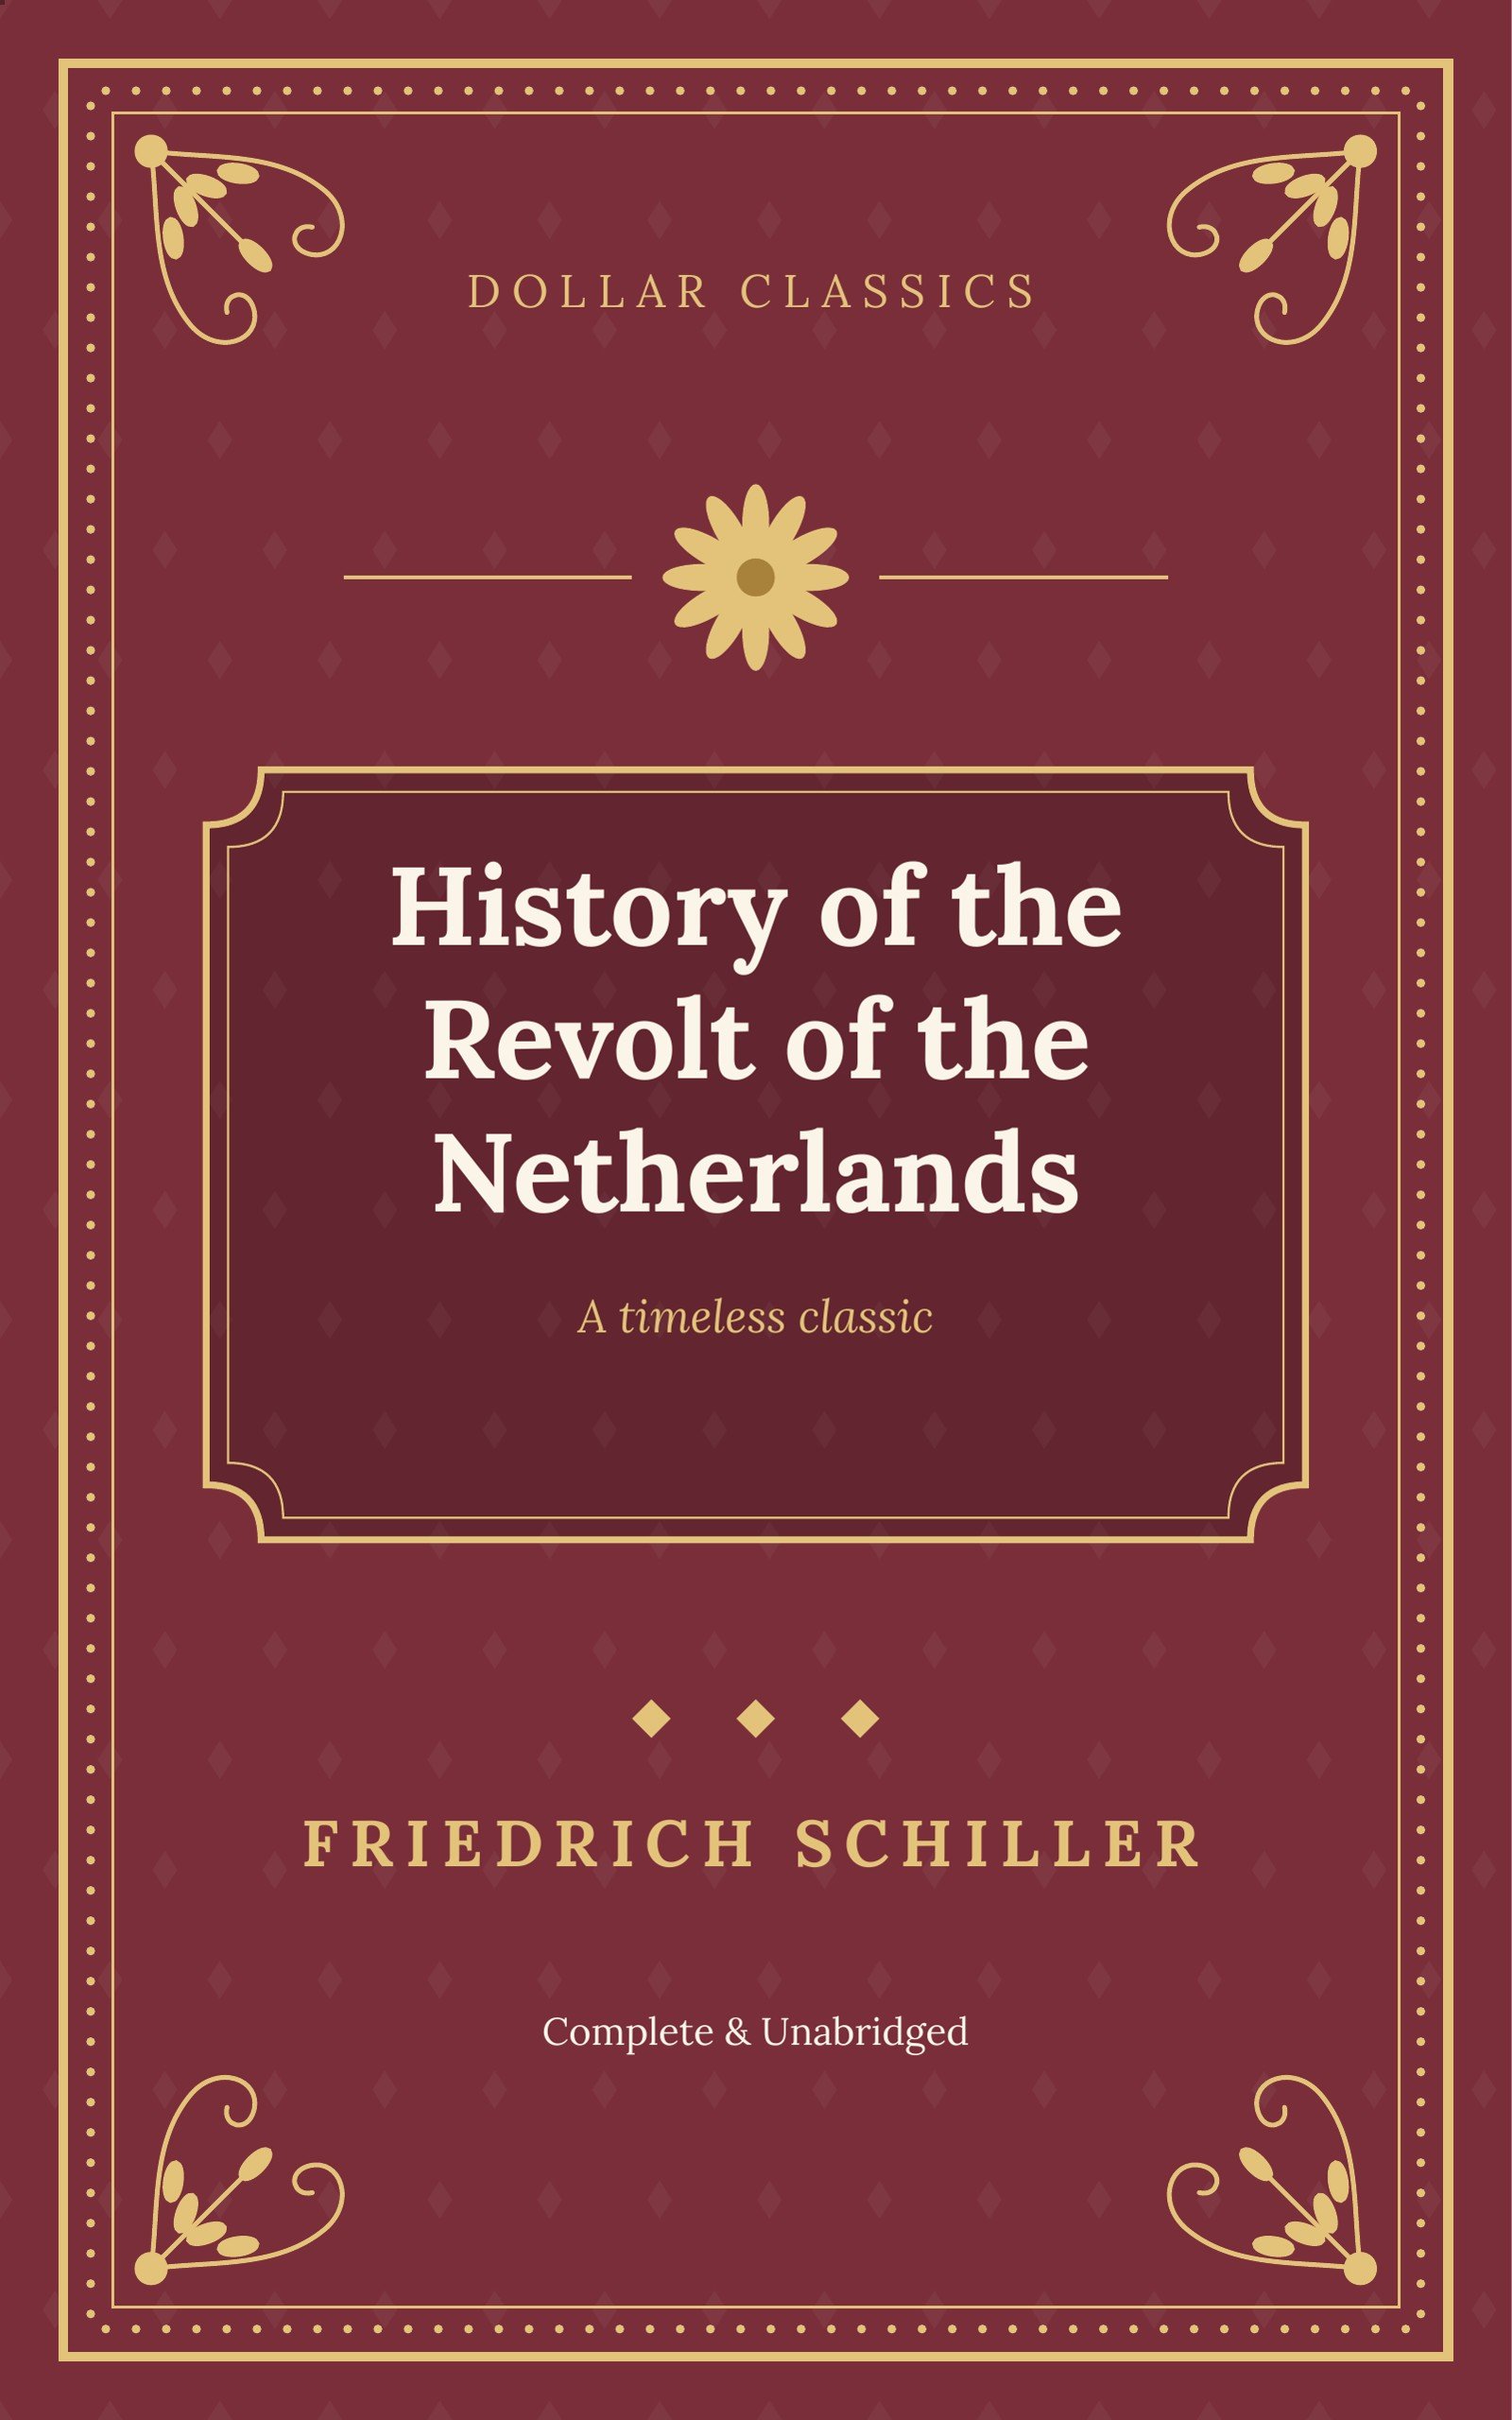 DOLLAR CLASSICS
History of the
Revolt of the
Netherlands
A timeless classic
FRIEDRICH SCHILLER
Complete & Unabridged